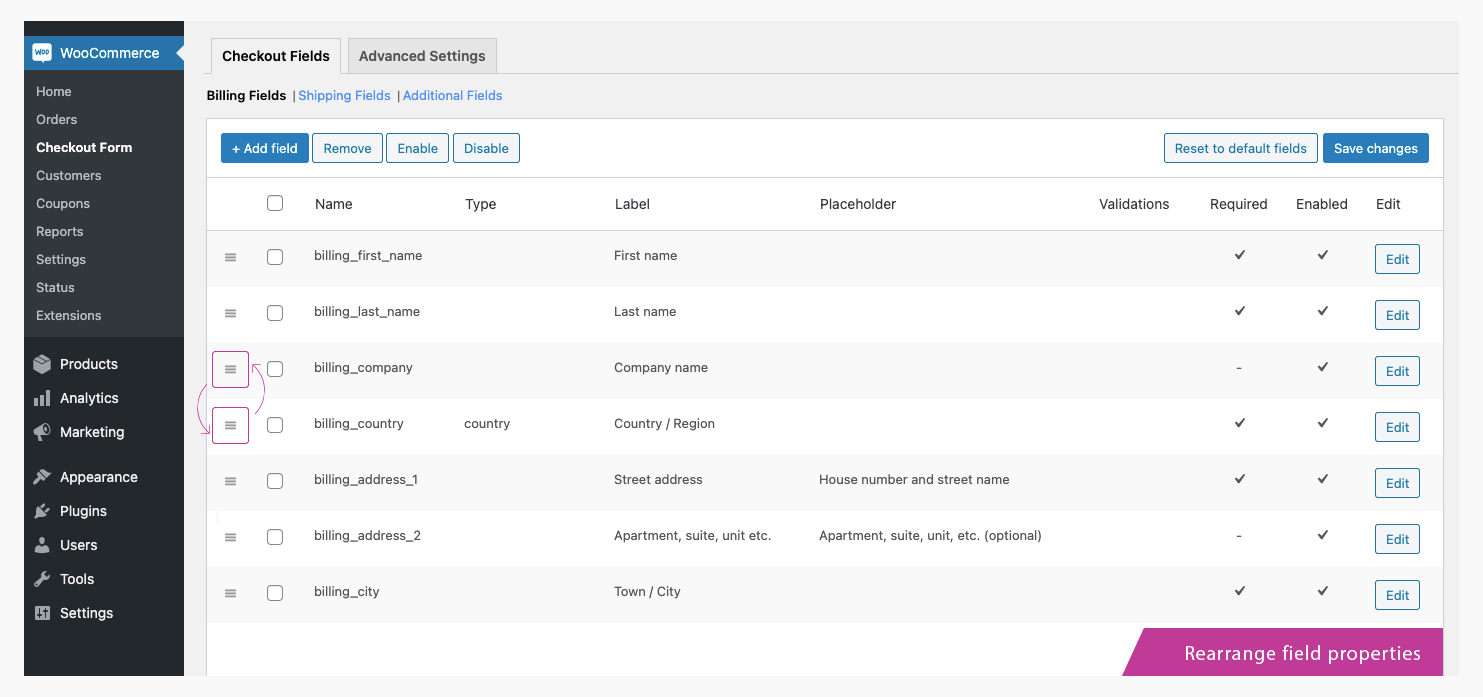 WOO WooCommerce
Home
Orders
Checkout Form
Customers
Coupons
Reports
Settings
Status
Extensions
Products
Analytics
Marketing
Appearance
Plugins
Users
Tools
Settings
Checkout Fields Advanced Settings
Billing Fields | Shipping Fields | Additional Fields
+ Add field Remove Enable Disable Reset to default fields Save changes
Name Type Label Placeholder Validations Required Enabled Edit
billing_first_name First name Edit
billing_last_name Last name Edit
billing_company Company name - Edit
billing_country country Country / Region Edit
billing_address_1 Street address House number and street name Edit
billing_address_2 Apartment, suite, unit etc. Apartment, suite, unit, etc. (optional) - Edit
billing_city Town / City Edit
Rearrange field properties